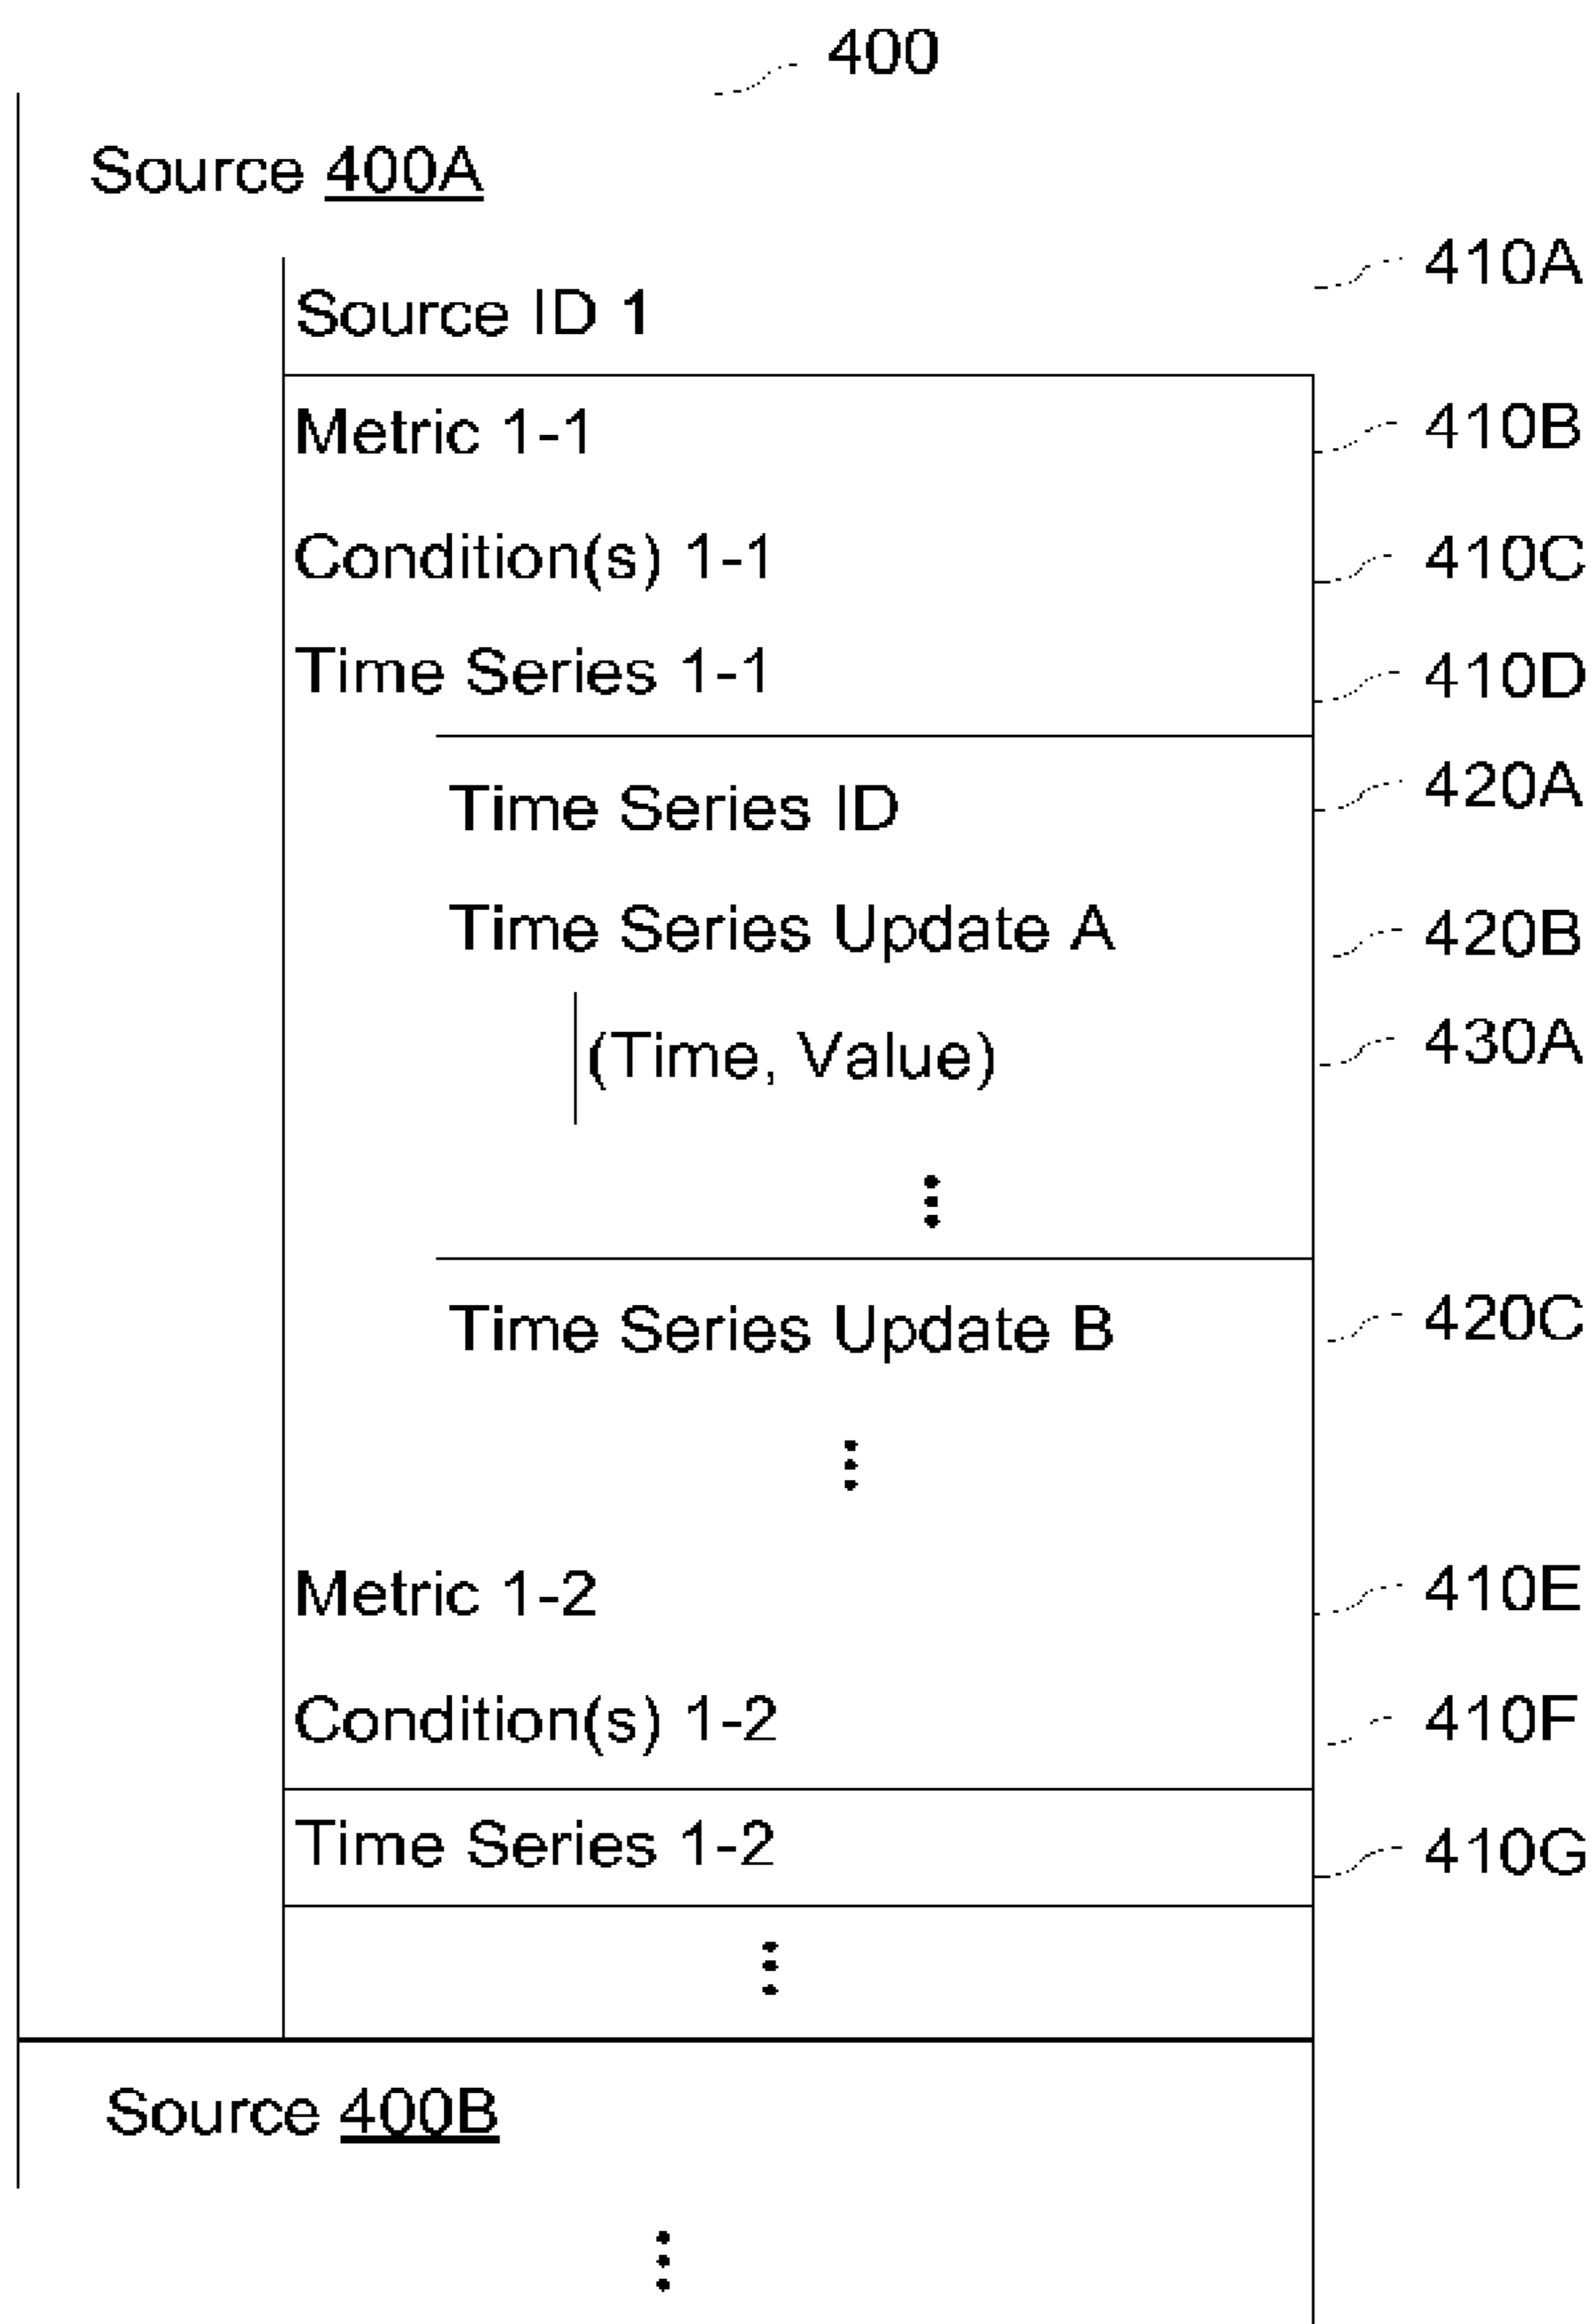 400
Source 400A
410A
Source ID 1
Metric 1-1 410B
Condition(s) 1-1 410C
Time Series 1-1 410D
Time Series ID 420A
Time Series Update A 420B
(Time, Value) 430A
Time Series Update B 420C
Metric 1-2 410E
Condition(s) 1-2 410F
Time Series 1-2 410G
Source 400B